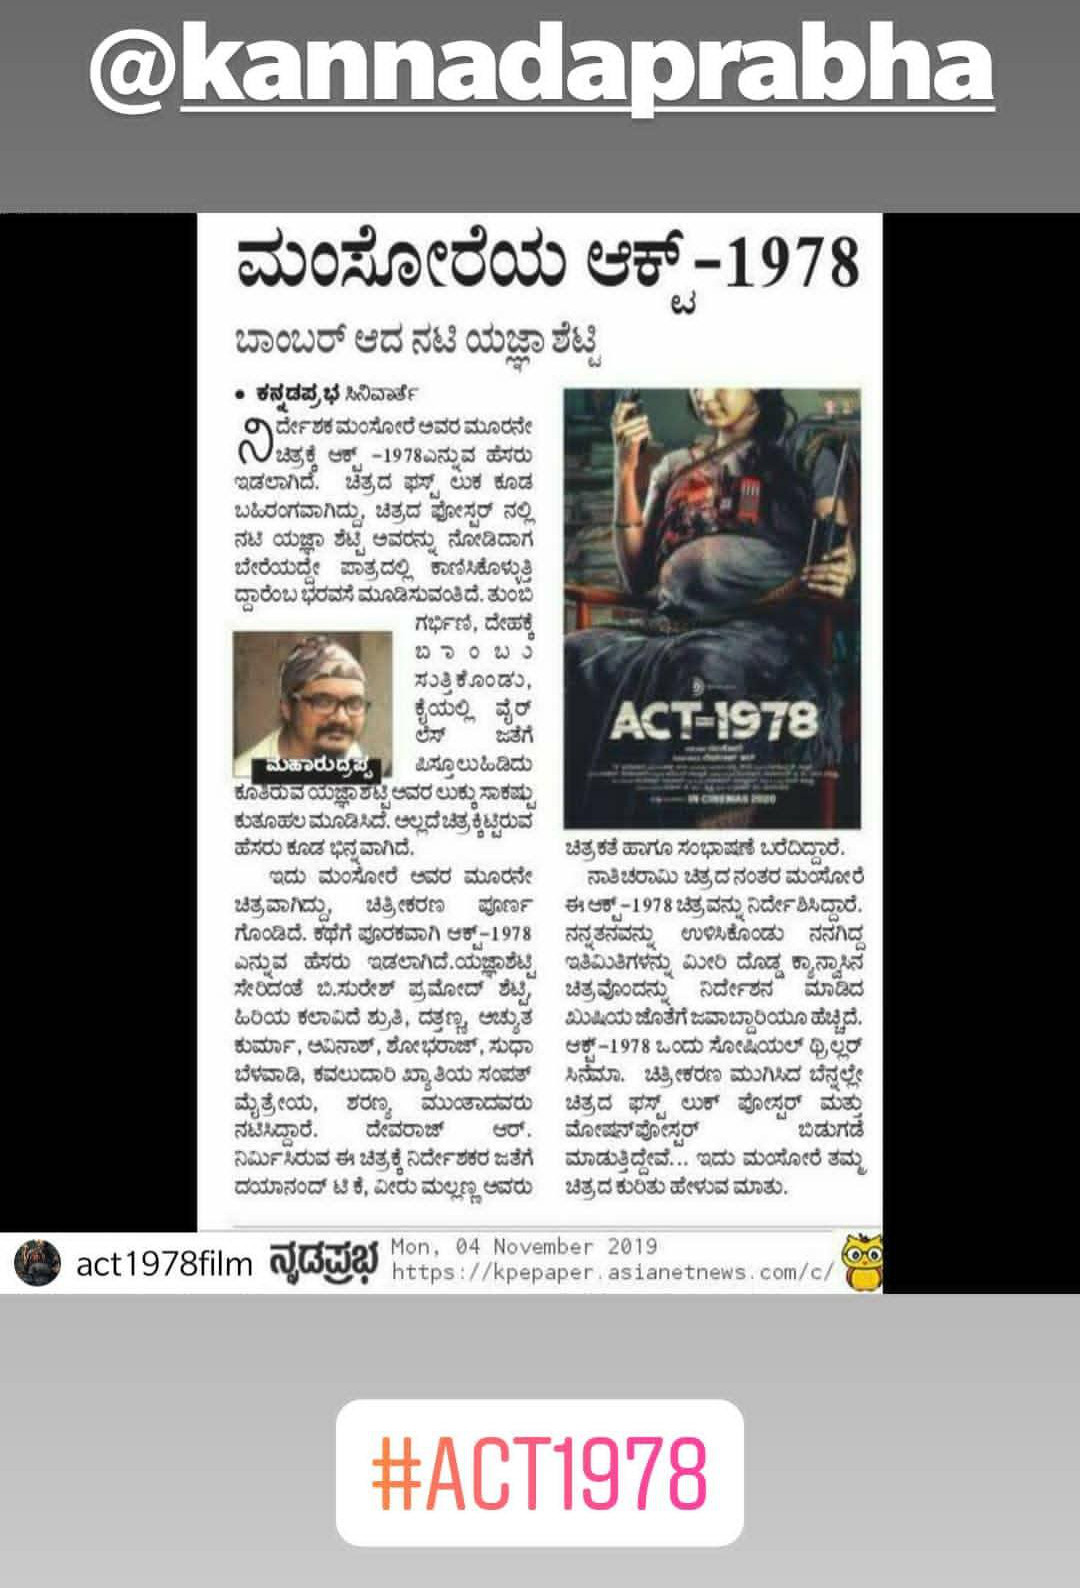 @kannadaprabha
ಮಂಸೋರೆಯ ಆಕ್ಟ್-1978
ಬಾಂಬರ್ ಆದ ನಟಿ ಯಜ್ಞಾ ಶೆಟ್ಟಿ
• ಕನ್ನಡಪ್ರಭ ಸಿನಿವಾರ್ತೆ
ನಿರ್ದೇಶಕ ಮಂಸೋರೆ ಅವರ ಮೂರನೇ
ಚಿತ್ರಕ್ಕೆ ಆಕ್ಟ್ -1978ಎನ್ನುವ ಹೆಸರು
ಇಡಲಾಗಿದೆ. ಚಿತ್ರದ ಫಸ್ಟ್ ಲುಕ ಕೂಡ
ಬಹಿರಂಗವಾಗಿದ್ದು, ಚಿತ್ರದ ಪೋಸ್ಟರ್ ನಲ್ಲಿ
ನಟಿ ಯಜ್ಞಾ ಶೆಟ್ಟಿ ಅವರನ್ನು ನೋಡಿದಾಗ
ಬೇರೆಯದ್ದೇ ಪಾತ್ರದಲ್ಲಿ ಕಾಣಿಸಿಕೊಳ್ಳುತ್ತಿ
ದ್ದಾರೆಂಬ ಭರವಸೆ ಮೂಡಿಸುವಂತಿದೆ. ತುಂಬಿ
ಗರ್ಭಿಣಿ, ದೇಹಕ್ಕೆ
ಬಾಂಬು
ಸುತ್ತಿಕೊಂಡು,
ಕೈಯಲ್ಲಿ ವೈರ್
ಲೆಸ್ ಜತೆಗೆ
ಪಿಸ್ತೂಲುಹಿಡಿದು
ಮಹಾರುದ್ರಪ್ಪ
ಕೂತಿರುವ ಯಜ್ಞಾಶೆಟ್ಟಿ ಅವರ ಲುಕ್ಕು ಸಾಕಷ್ಟು
ಕುತೂಹಲ ಮೂಡಿಸಿದೆ. ಅಲ್ಲದೆ ಚಿತ್ರಕ್ಕಿಟ್ಟಿರುವ
ಹೆಸರು ಕೂಡ ಭಿನ್ನವಾಗಿದೆ.
ಇದು ಮಂಸೋರೆ ಅವರ ಮೂರನೇ
ಚಿತ್ರವಾಗಿದ್ದು, ಚಿತ್ರೀಕರಣ ಪೂರ್ಣ
ಗೊಂಡಿದೆ. ಕಥೆಗೆ ಪೂರಕವಾಗಿ ಆಕ್ಟ್-1978
ಎನ್ನುವ ಹೆಸರು ಇಡಲಾಗಿದೆ.ಯಜ್ಞಾಶೆಟ್ಟಿ
ಸೇರಿದಂತೆ ಬಿ.ಸುರೇಶ್ ಪ್ರಮೋದ್ ಶೆಟ್ಟಿ,
ಹಿರಿಯ ಕಲಾವಿದೆ ಶ್ರುತಿ, ದತ್ತಣ್ಣ, ಅಚ್ಯುತ
ಕುರ್ಮಾ, ಅವಿನಾಶ್, ಶೋಭರಾಜ್, ಸುಧಾ
ಬೆಳವಾಡಿ, ಕವಲುದಾರಿ ಖ್ಯಾತಿಯ ಸಂಪತ್
ಮೈತ್ರೇಯ, ಶರಣ್ಯ ಮುಂತಾದವರು
ನಟಿಸಿದ್ದಾರೆ. ದೇವರಾಜ್ ಆರ್.
ನಿರ್ಮಿಸಿರುವ ಈ ಚಿತ್ರಕ್ಕೆ ನಿರ್ದೇಶಕರ ಜತೆಗೆ
ದಯಾನಂದ್ ಟಿ ಕೆ, ವೀರು ಮಲ್ಲಣ್ಣ ಅವರು
ACT-1978
IN CINEMAS 2020
ಚಿತ್ರಕತೆ ಹಾಗೂ ಸಂಭಾಷಣೆ ಬರೆದಿದ್ದಾರೆ.
ನಾತಿಚರಾಮಿ ಚಿತ್ರದ ನಂತರ ಮಂಸೋರೆ
ಈ ಆಕ್ಟ್-1978 ಚಿತ್ರವನ್ನು ನಿರ್ದೇಶಿಸಿದ್ದಾರೆ.
ನನ್ನತನವನ್ನು ಉಳಿಸಿಕೊಂಡು ನನಗಿದ್ದ
ಇತಿಮಿತಿಗಳನ್ನು ಮೀರಿ ದೊಡ್ಡ ಕ್ಯಾನ್ವಾಸಿನ
ಚಿತ್ರವೊಂದನ್ನು ನಿರ್ದೇಶನ ಮಾಡಿದ
ಖುಷಿಯ ಜೊತೆಗೆ ಜವಾಬ್ದಾರಿಯೂ ಹೆಚ್ಚಿದೆ.
ಆಕ್ಟ್-1978 ಒಂದು ಸೋಷಿಯಲ್ ಥ್ರಿಲ್ಲರ್
ಸಿನೆಮಾ. ಚಿತ್ರೀಕರಣ ಮುಗಿಸಿದ ಬೆನ್ನಲ್ಲೇ
ಚಿತ್ರದ ಫಸ್ಟ್ ಲುಕ್ ಪೋಸ್ಟರ್ ಮತ್ತು
ಮೋಷನ್‌ಪೋಸ್ಟರ್ ಬಿಡುಗಡೆ
ಮಾಡುತ್ತಿದ್ದೇವೆ... ಇದು ಮಂಸೋರೆ ತಮ್ಮ
ಚಿತ್ರದ ಕುರಿತು ಹೇಳುವ ಮಾತು.
act1978film
ನ್ನಡಪ್ರಭ
Mon, 04 November 2019
https://kpepaper.asianetnews.com/c/
#ACT1978